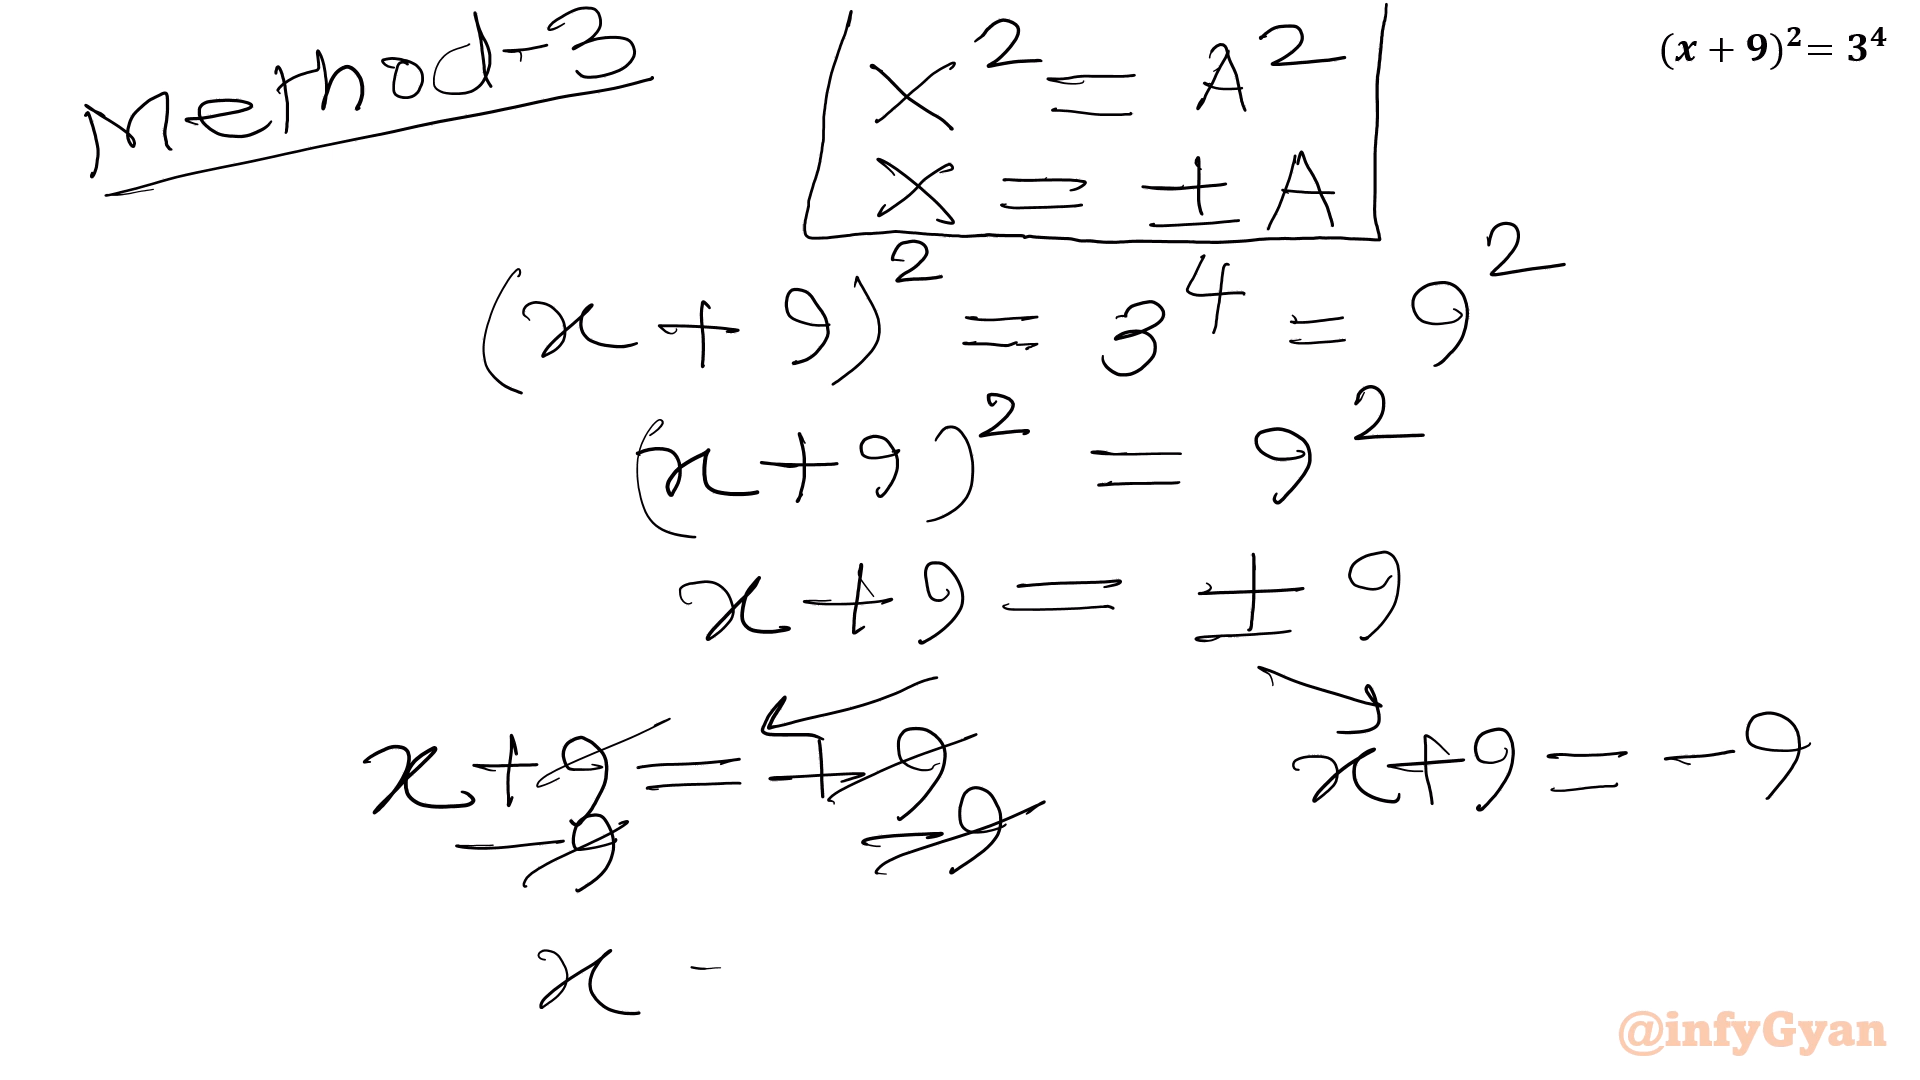 Method-3
(x + 9)² = 3⁴
X² = A²
X = ± A
(x + 9)² = 3⁴ = 9²
(x + 9)² = 9²
x + 9 = ± 9
x + 9 = + 9
x + 9 = - 9
- 9 - 9
x -
@infyGyan